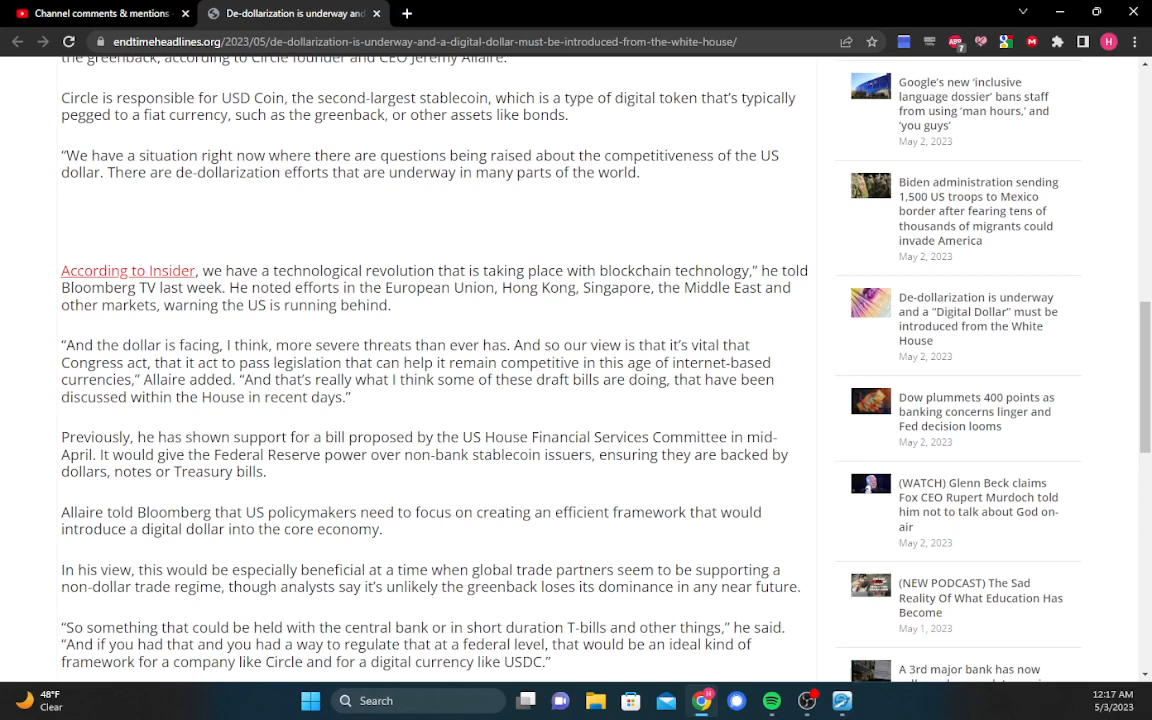 Channel comments & mentions
De-dollarization is underway and
endtimeheadlines.org/2023/05/de-dollarization-is-underway-and-a-digital-dollar-must-be-introduced-from-the-white-house/
the greenback, according to Circle founder and CEO Jeremy Allaire.
Circle is responsible for USD Coin, the second-largest stablecoin, which is a type of digital token that's typically
pegged to a fiat currency, such as the greenback, or other assets like bonds.
“We have a situation right now where there are questions being raised about the competitiveness of the US
dollar. There are de-dollarization efforts that are underway in many parts of the world.
According to Insider, we have a technological revolution that is taking place with blockchain technology,” he told
Bloomberg TV last week. He noted efforts in the European Union, Hong Kong, Singapore, the Middle East and
other markets, warning the US is running behind.
“And the dollar is facing, I think, more severe threats than ever has. And so our view is that it's vital that
Congress act, that it act to pass legislation that can help it remain competitive in this age of internet-based
currencies,” Allaire added. “And that's really what I think some of these draft bills are doing, that have been
discussed within the House in recent days.”
Previously, he has shown support for a bill proposed by the US House Financial Services Committee in mid-
April. It would give the Federal Reserve power over non-bank stablecoin issuers, ensuring they are backed by
dollars, notes or Treasury bills.
Allaire told Bloomberg that US policymakers need to focus on creating an efficient framework that would
introduce a digital dollar into the core economy.
In his view, this would be especially beneficial at a time when global trade partners seem to be supporting a
non-dollar trade regime, though analysts say it's unlikely the greenback loses its dominance in any near future.
“So something that could be held with the central bank or in short duration T-bills and other things,” he said.
“And if you had that and you had a way to regulate that at a federal level, that would be an ideal kind of
framework for a company like Circle and for a digital currency like USDC.”
Google's new ‘inclusive
language dossier’ bans staff
from using ‘man hours,’ and
‘you guys’
May 2, 2023
Biden administration sending
1,500 US troops to Mexico
border after fearing tens of
thousands of migrants could
invade America
May 2, 2023
De-dollarization is underway
and a “Digital Dollar” must be
introduced from the White
House
May 2, 2023
Dow plummets 400 points as
banking concerns linger and
Fed decision looms
May 2, 2023
(WATCH) Glenn Beck claims
Fox CEO Rupert Murdoch told
him not to talk about God on-
air
May 2, 2023
(NEW PODCAST) The Sad
Reality Of What Education Has
Become
May 1, 2023
A 3rd major bank has now
48°F
Clear
Search
12:17 AM
5/3/2023